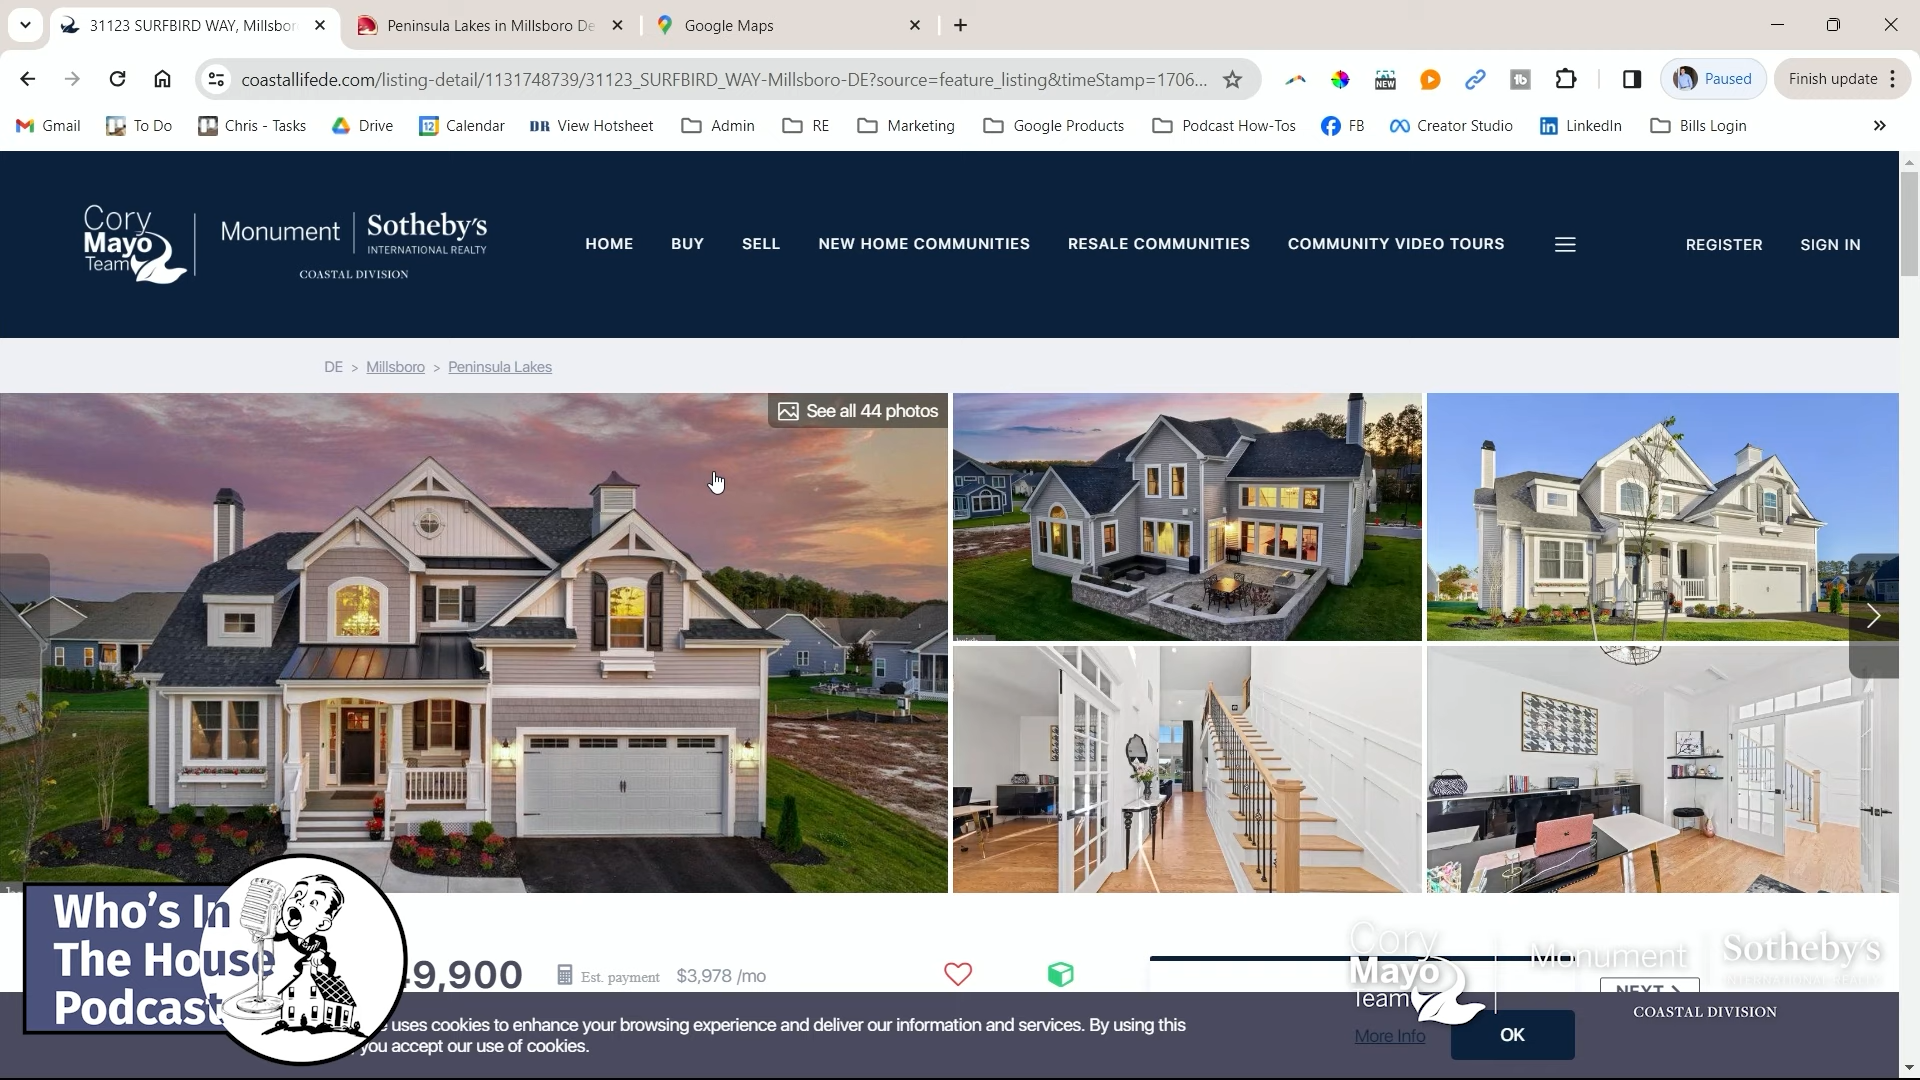 31123 SURFBIRD WAY, Millsbor
Peninsula Lakes in Millsboro De
Google Maps
coastallifede.com/listing-detail/1131748739/31123_SURFBIRD_WAY-Millsboro-DE?source=feature_listing&timeStamp=1706...
NEW
Paused
Finish update
Gmail
To Do
Chris - Tasks
Drive
Calendar
DR View Hotsheet
Admin
RE
Marketing
Google Products
Podcast How-Tos
FB
Creator Studio
LinkedIn
Bills Login
Cory
Mayo
Team
Monument
Sotheby's
INTERNATIONAL REALTY
COASTAL DIVISION
HOME
BUY
SELL
NEW HOME COMMUNITIES
RESALE COMMUNITIES
COMMUNITY VIDEO TOURS
REGISTER
SIGN IN
DE > Millsboro > Peninsula Lakes
See all 44 photos
9,900
Est. payment
$3,978 /mo
NEXT >
uses cookies to enhance your browsing experience and deliver our information and services. By using this
you accept our use of cookies.
More Info
OK
Who's In
The House
Podcast
Cory
Mayo
Team
Monument
Sotheby's
INTERNATIONAL REALTY
COASTAL DIVISION